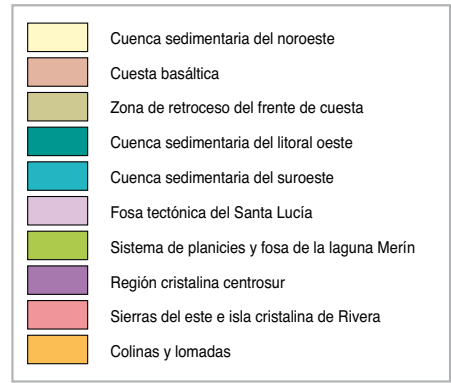 Cuenca sedimentaria del noroeste
Cuesta basáltica
Zona de retroceso del frente de cuesta
Cuenca sedimentaria del litoral oeste
Cuenca sedimentaria del suroeste
Fosa tectónica del Santa Lucía
Sistema de planicies y fosa de la laguna Merín
Región cristalina centrosur
Sierras del este e isla cristalina de Rivera
Colinas y lomadas